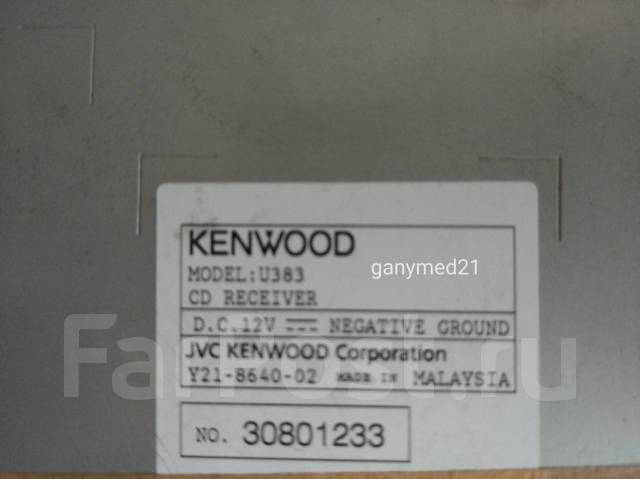 KENWOOD
MODEL:U383
ganymed21
CD RECEIVER
D.C.12V ⎓ NEGATIVE GROUND
JVC KENWOOD Corporation
Y21-8640-02 MADE IN MALAYSIA
FarPost.ru
NO. 30801233